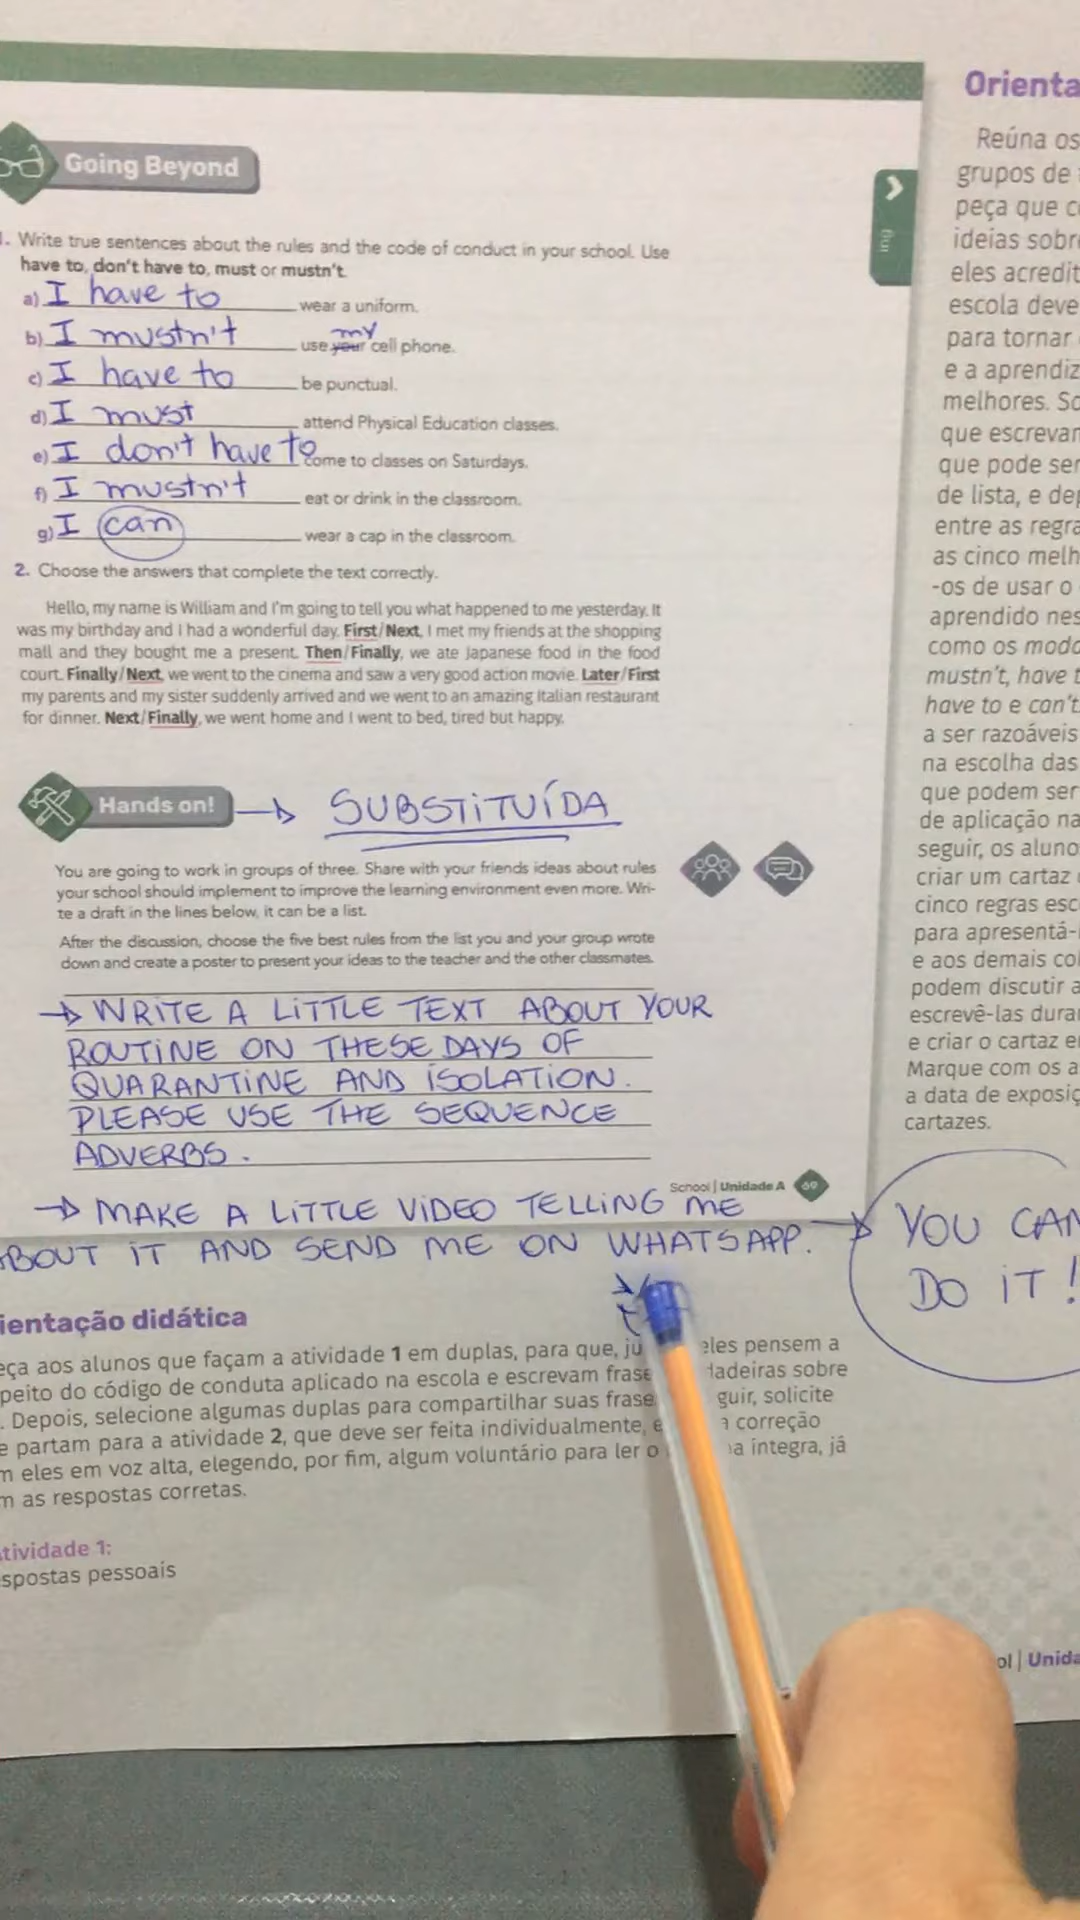 Going Beyond
1. Write true sentences about the rules and the code of conduct in your school. Use
have to, don't have to, must or mustn't.
a) I have to wear a uniform.
b) I mustn't use your my cell phone.
c) I have to be punctual.
d) I must attend Physical Education classes.
e) I don't have to come to classes on Saturdays.
f) I mustn't eat or drink in the classroom.
g) I can wear a cap in the classroom.
2. Choose the answers that complete the text correctly.
Hello, my name is William and I'm going to tell you what happened to me yesterday. It
was my birthday and I had a wonderful day. First/Next, I met my friends at the shopping
mall and they bought me a present. Then/Finally, we ate Japanese food in the food
court. Finally/Next, we went to the cinema and saw a very good action movie. Later/First
my parents and my sister suddenly arrived and we went to an amazing Italian restaurant
for dinner. Next/Finally, we went home and I went to bed, tired but happy.
Hands on! → SUBSTITUÍDA
You are going to work in groups of three. Share with your friends ideas about rules
your school should implement to improve the learning environment even more. Wri-
te a draft in the lines below, it can be a list.
After the discussion, choose the five best rules from the list you and your group wrote
down and create a poster to present your ideas to the teacher and the other classmates.
→ WRITE A LITTLE TEXT ABOUT YOUR
ROUTINE ON THESE DAYS OF
QUARANTINE AND ISOLATION.
PLEASE USE THE SEQUENCE
ADVERBS.
School | Unidade A 69
→ MAKE A LITTLE VIDEO TELLING ME
ABOUT IT AND SEND ME ON WHATSAPP. → YOU CAN
DO IT!
ientação didática
eça aos alunos que façam a atividade 1 em duplas, para que, ju eles pensem a
peito do código de conduta aplicado na escola e escrevam frase dadeiras sobre
. Depois, selecione algumas duplas para compartilhar suas frase guir, solicite
e partam para a atividade 2, que deve ser feita individualmente, e a correção
m eles em voz alta, elegendo, por fim, algum voluntário para ler o na íntegra, já
m as respostas corretas.
tividade 1:
spostas pessoais
ing
Orienta
Reúna os
grupos de
peça que c
ideias sobr
eles acredit
escola deve
para tornar
e a aprendiz
melhores. So
que escrevam
que pode ser
de lista, e dep
entre as regra
as cinco melh
-os de usar o
aprendido nes
como os moda
mustn't, have t
have to e can't.
a ser razoáveis
na escolha das
que podem ser
de aplicação na
seguir, os aluno
criar um cartaz
cinco regras esc
para apresentá-
e aos demais col
podem discutir a
escrevê-las duran
e criar o cartaz e
Marque com os a
a data de exposiç
cartazes.
ol | Unida